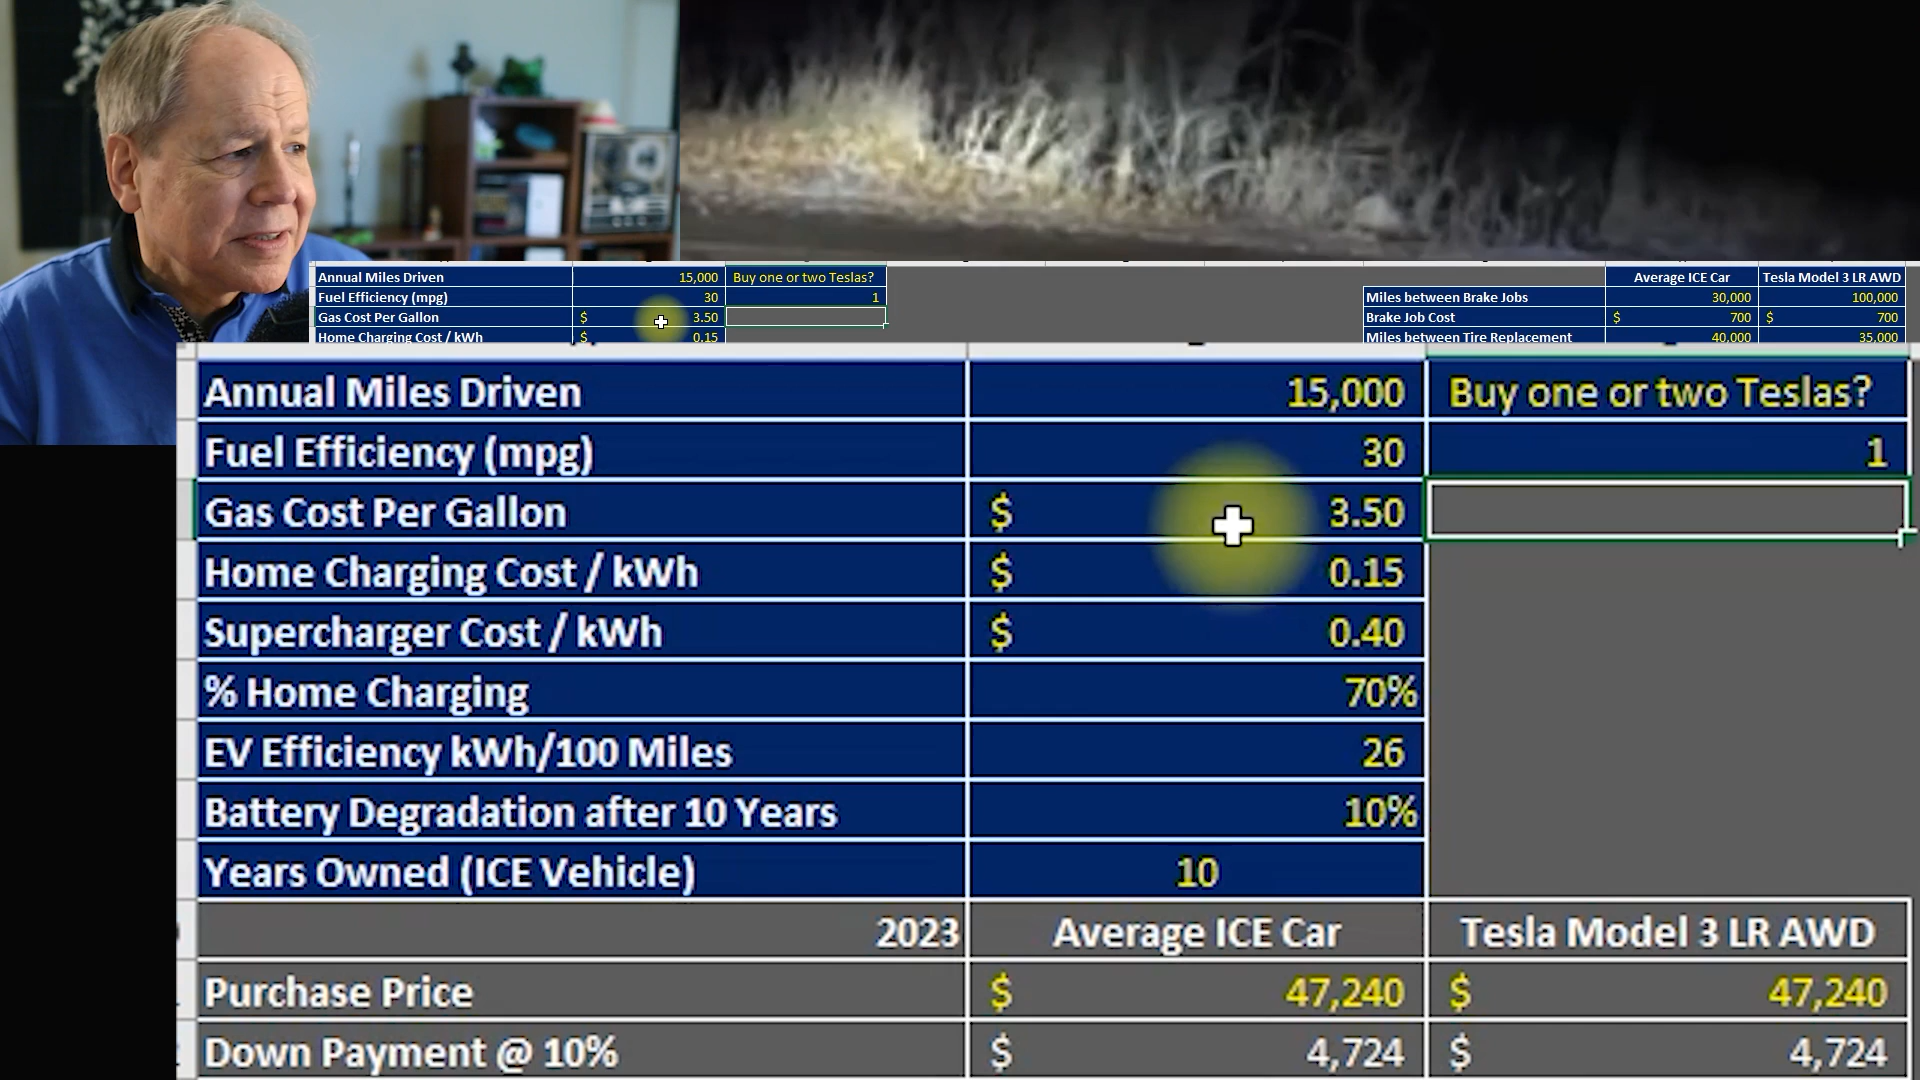 Annual Miles Driven 15,000 Buy one or two Teslas?
Fuel Efficiency (mpg) 30 1
Gas Cost Per Gallon $ 3.50
Home Charging Cost / kWh $ 0.15
Average ICE Car Tesla Model 3 LR AWD
Miles between Brake Jobs 30,000 100,000
Brake Job Cost $ 700 $ 700
Miles between Tire Replacement 40,000 35,000
Annual Miles Driven 15,000 Buy one or two Teslas?
Fuel Efficiency (mpg) 30 1
Gas Cost Per Gallon $ 3.50
Home Charging Cost / kWh $ 0.15
Supercharger Cost / kWh $ 0.40
% Home Charging 70%
EV Efficiency kWh/100 Miles 26
Battery Degradation after 10 Years 10%
Years Owned (ICE Vehicle) 10
2023 Average ICE Car Tesla Model 3 LR AWD
Purchase Price $ 47,240 $ 47,240
Down Payment @ 10% $ 4,724 $ 4,724